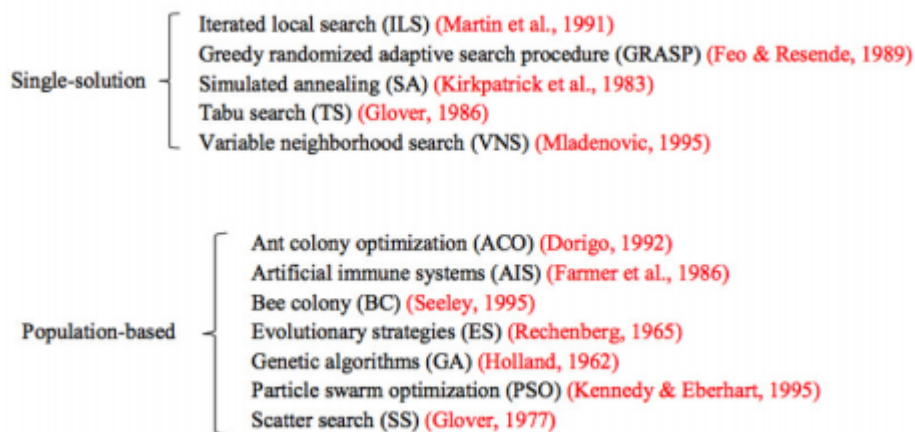 Single-solution
Iterated local search (ILS) (Martin et al., 1991)
Greedy randomized adaptive search procedure (GRASP) (Feo & Resende, 1989)
Simulated annealing (SA) (Kirkpatrick et al., 1983)
Tabu search (TS) (Glover, 1986)
Variable neighborhood search (VNS) (Mladenovic, 1995)
Population-based
Ant colony optimization (ACO) (Dorigo, 1992)
Artificial immune systems (AIS) (Farmer et al., 1986)
Bee colony (BC) (Seeley, 1995)
Evolutionary strategies (ES) (Rechenberg, 1965)
Genetic algorithms (GA) (Holland, 1962)
Particle swarm optimization (PSO) (Kennedy & Eberhart, 1995)
Scatter search (SS) (Glover, 1977)